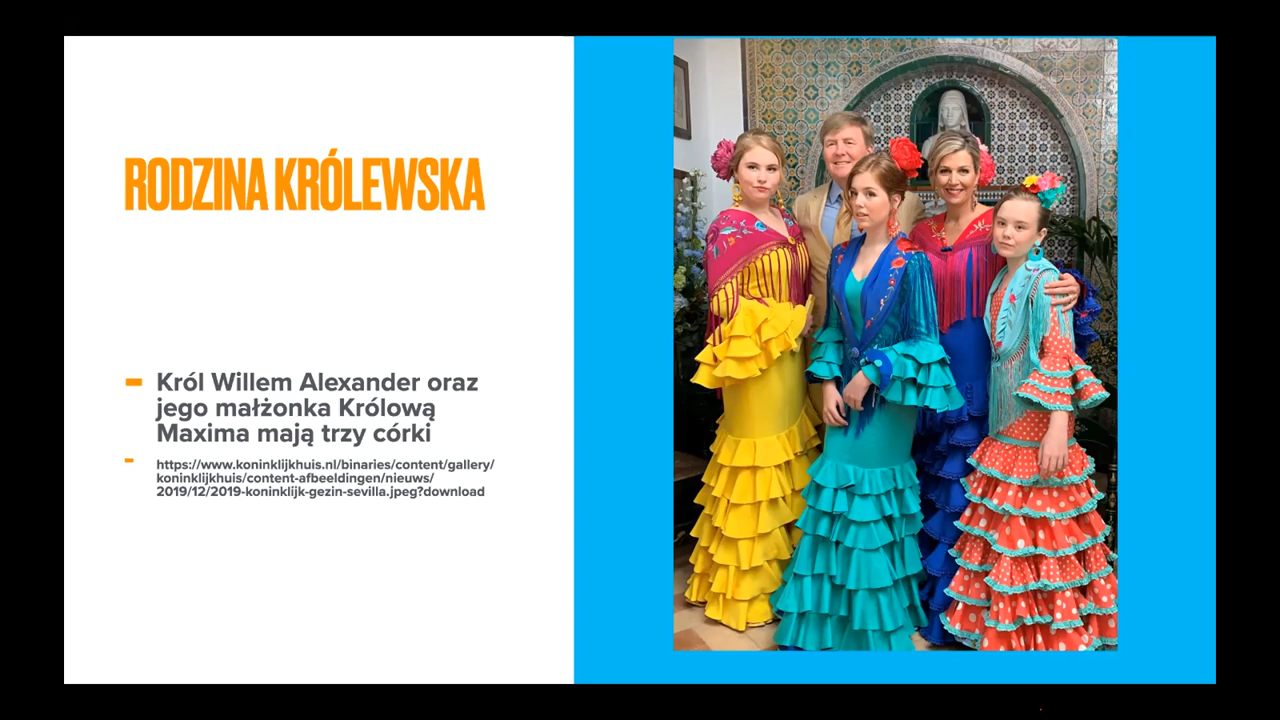 RODZINA KRÓLEWSKA
Król Willem Alexander oraz
jego małżonka Królową
Maxima mają trzy córki
https://www.koninklijkhuis.nl/binaries/content/gallery/
koninklijkhuis/content-afbeeldingen/nieuws/
2019/12/2019-koninklijk-gezin-sevilla.jpeg?download